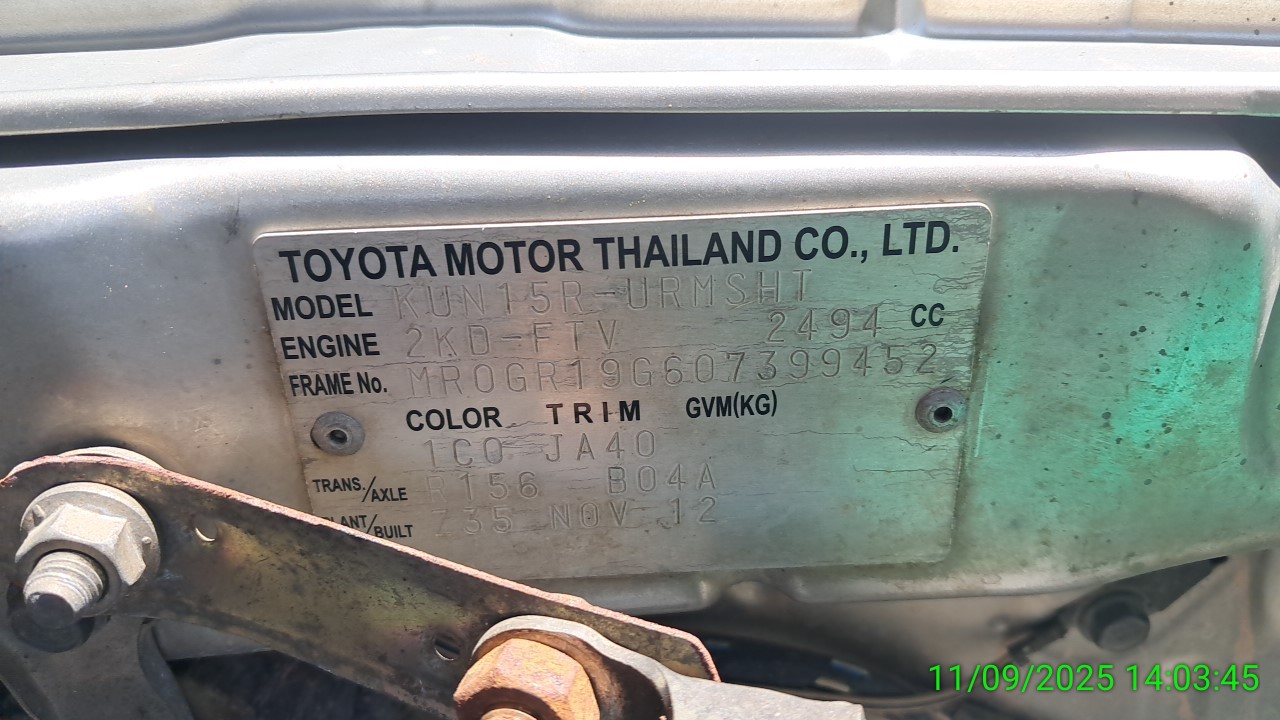 TOYOTA MOTOR THAILAND CO., LTD.
MODEL KUN15R-URMSHT
ENGINE 2KD-FTV 2494 CC
FRAME No. MR0GR19G607399452
COLOR TRIM GVM(KG)
1C0 JA40
TRANS./AXLE R156 B04A
PLANT/BUILT Z35 NOV 12
11/09/2025 14:03:45